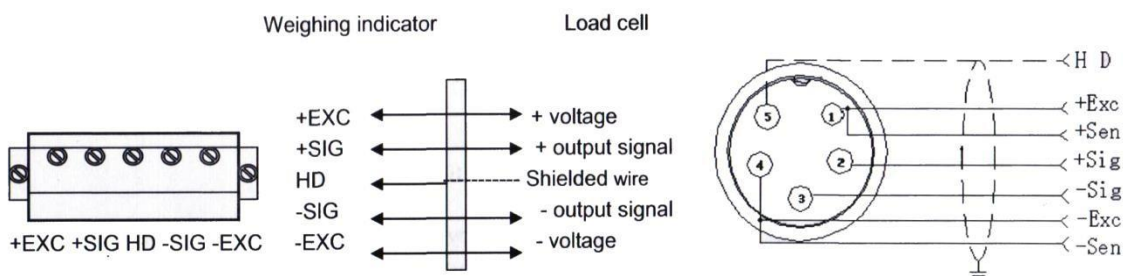 Weighing indicator
Load cell
+EXC
+ voltage
+SIG
+ output signal
HD
Shielded wire
-SIG
- output signal
-EXC
- voltage
+EXC +SIG HD -SIG -EXC
5
1
4
2
3
H D
+Exc
+Sen
+Sig
-Sig
-Exc
-Sen